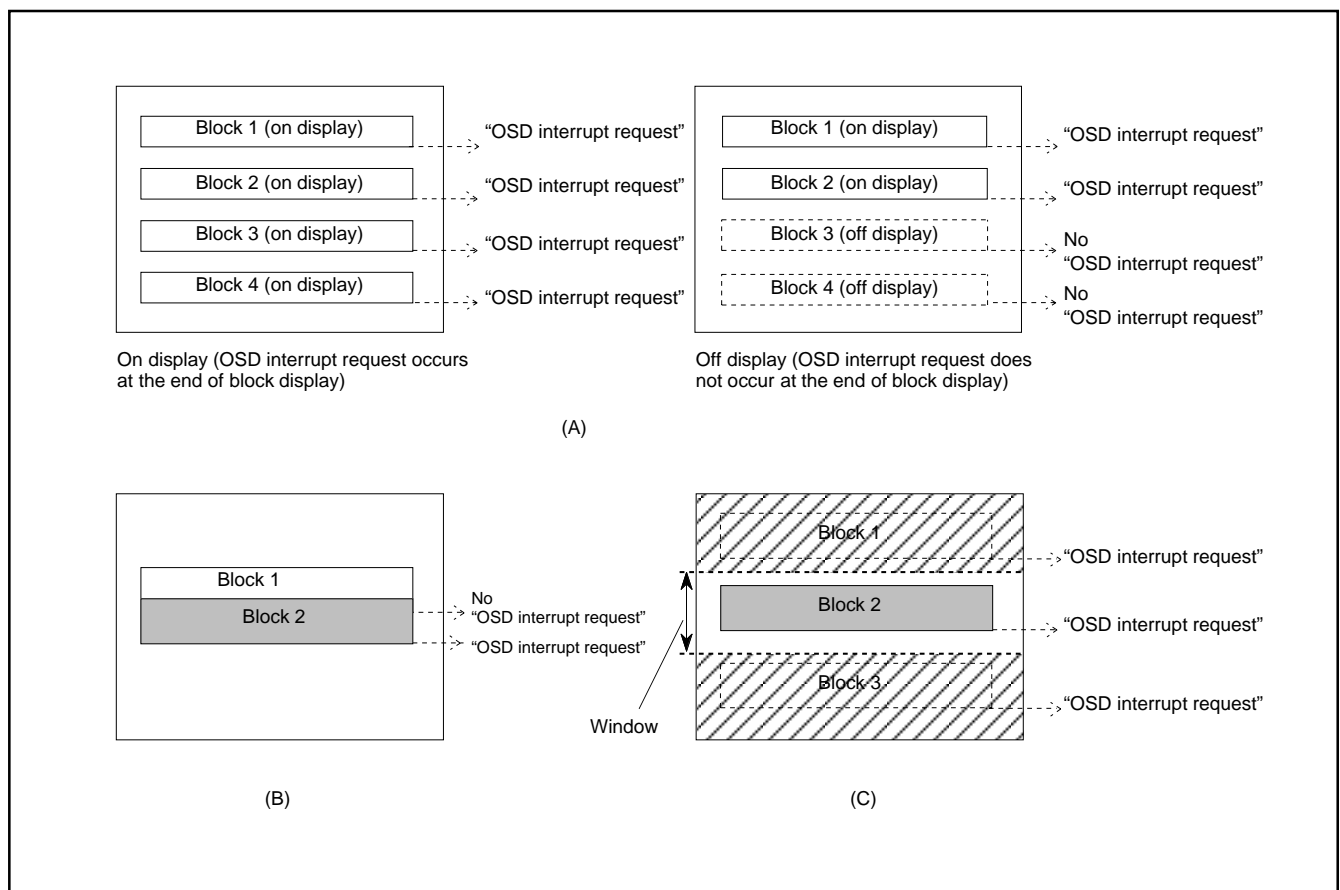 Block 1 (on display)
“OSD interrupt request”
Block 2 (on display)
“OSD interrupt request”
Block 3 (on display)
“OSD interrupt request”
Block 4 (on display)
“OSD interrupt request”
On display (OSD interrupt request occurs
at the end of block display)
Block 1 (on display)
“OSD interrupt request”
Block 2 (on display)
“OSD interrupt request”
Block 3 (off display)
No
“OSD interrupt request”
Block 4 (off display)
No
“OSD interrupt request”
Off display (OSD interrupt request does
not occur at the end of block display)
(A)
Block 1
Block 2
No
“OSD interrupt request”
“OSD interrupt request”
(B)
Block 1
“OSD interrupt request”
Block 2
“OSD interrupt request”
Block 3
“OSD interrupt request”
Window
(C)